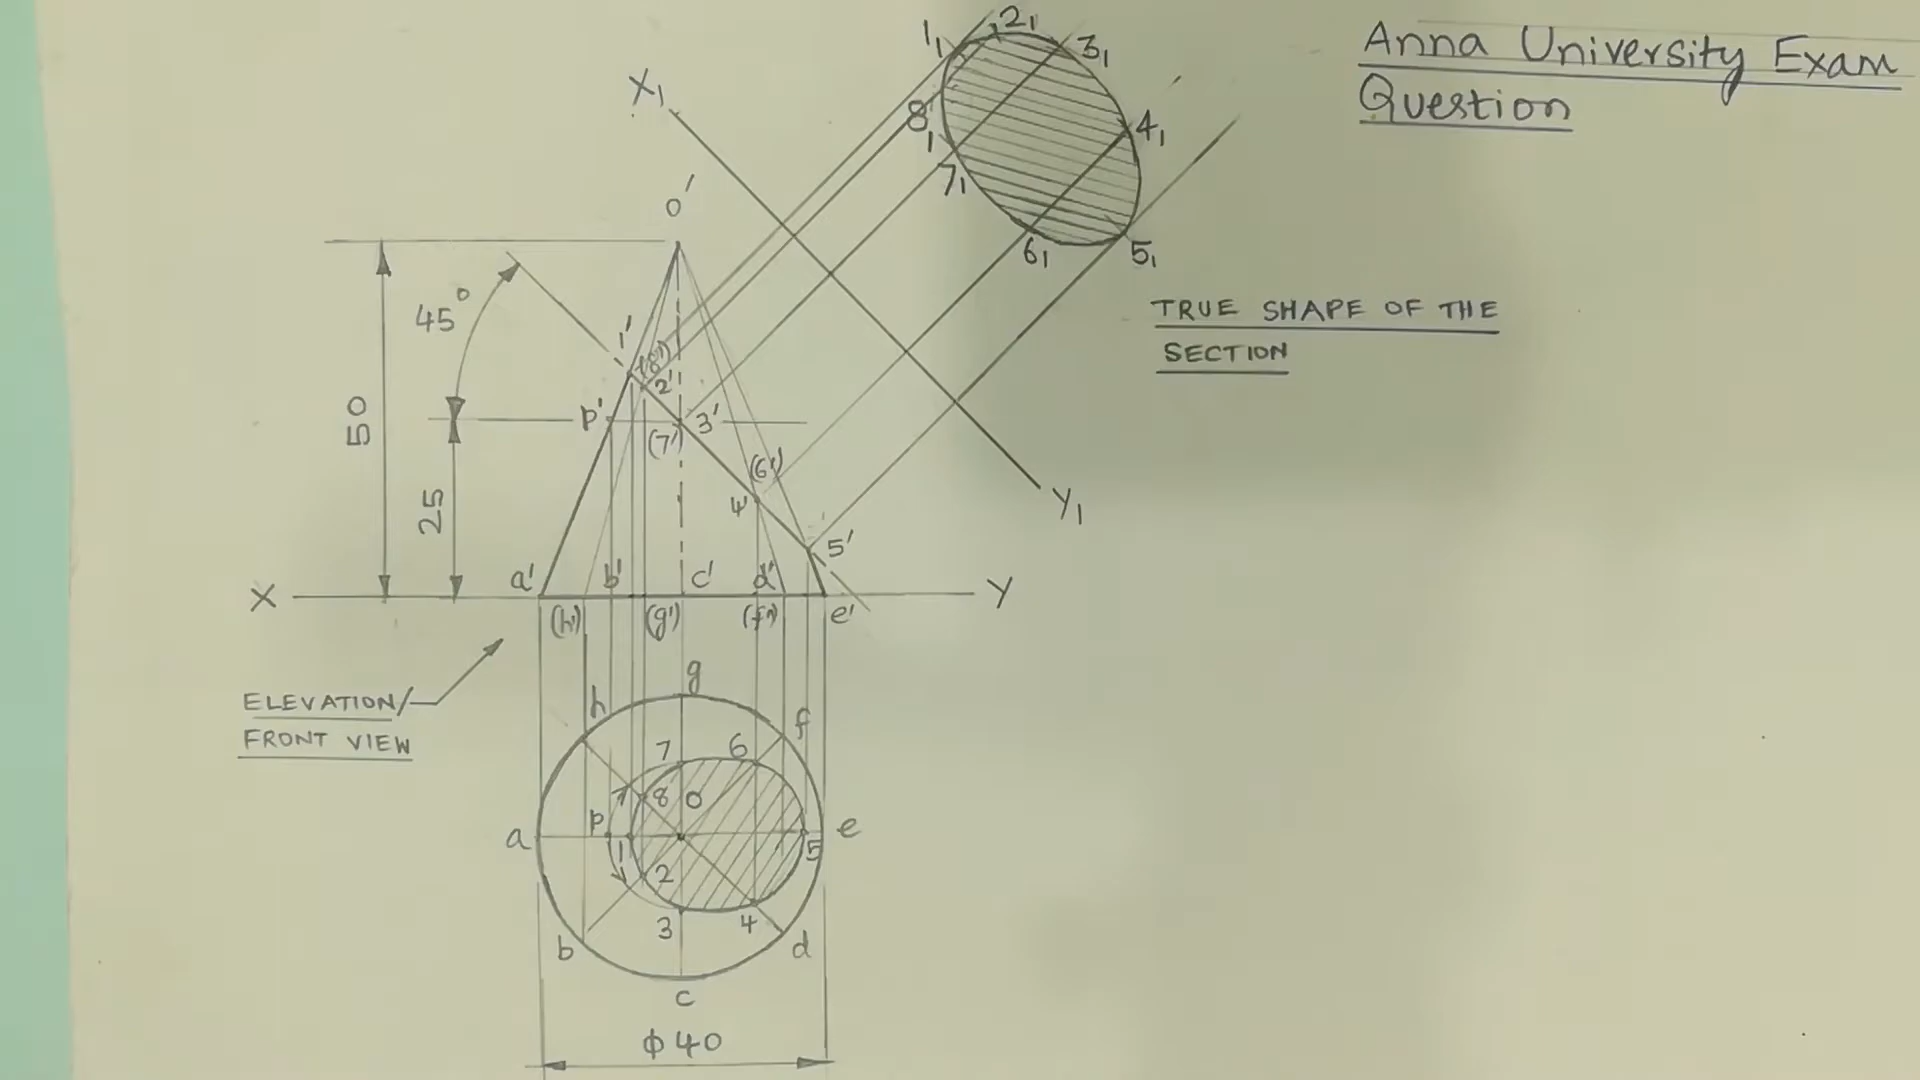 Anna University Exam
Question
1₁
2₁
3₁
X₁
8₁
4₁
7₁
6₁
5₁
o'
TRUE SHAPE OF THE
SECTION
45°
1'
(8')
2'
50
p'
3'
(7')
(6')
25
4'
Y₁
5'
a'
b'
c'
d'
X
Y
(h')
(g')
(f')
e'
ELEVATION/
FRONT VIEW
g
h
f
7
6
8
o
a
p
1
e
5
2
3
4
b
d
c
ϕ40